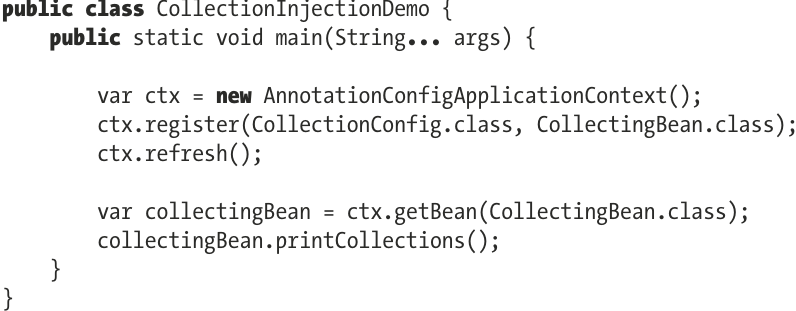 public class CollectionInjectionDemo {
    public static void main(String... args) {

        var ctx = new AnnotationConfigApplicationContext();
        ctx.register(CollectionConfig.class, CollectingBean.class);
        ctx.refresh();

        var collectingBean = ctx.getBean(CollectingBean.class);
        collectingBean.printCollections();
    }
}